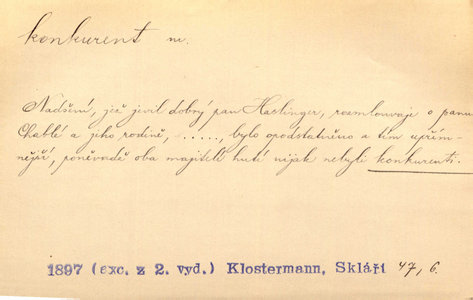 konkurent m.
Nadšení, jež jevil dobrý pan Haslinger, rozmlouvaje o panu
Chablé a jeho rodině, ....., bylo opodstatněno a tím upřím-
nější, poněvadž oba majitelé hutí nijak nebyli konkurenti.
1897 (exc. z 2. vyd.) Klostermann, Skláři 47, 6.